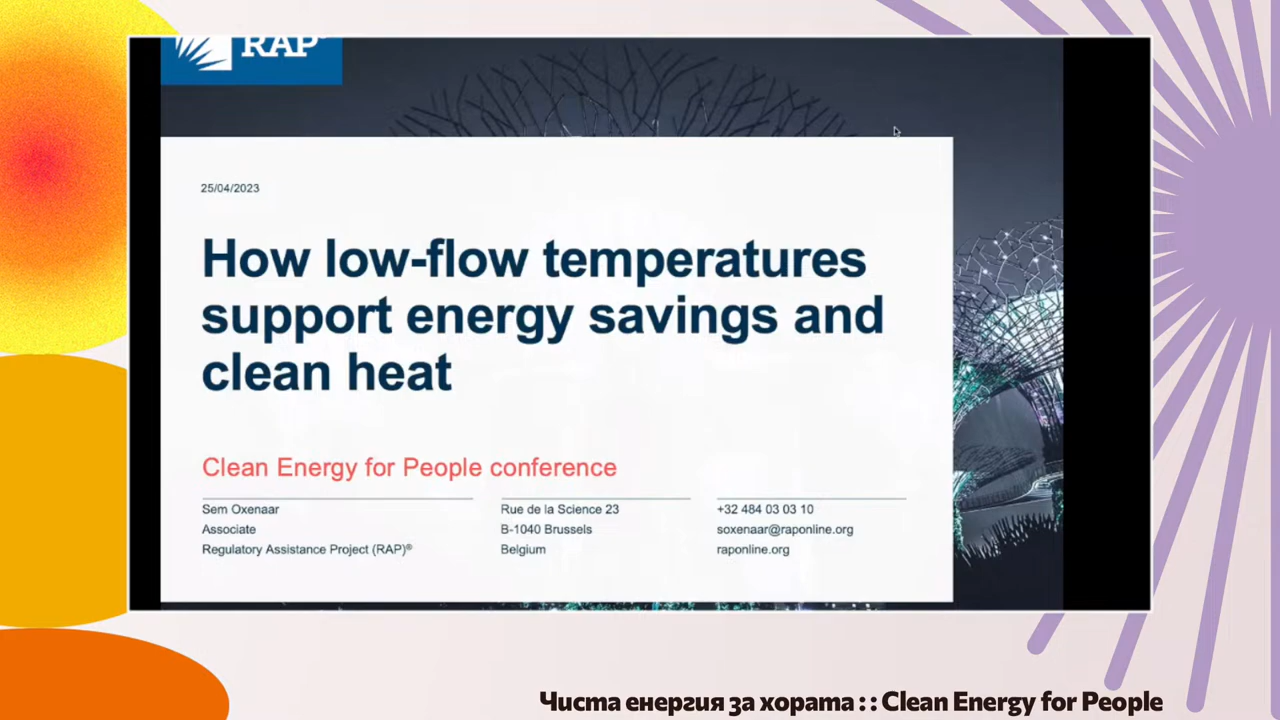 RAP
25/04/2023
How low-flow temperatures
support energy savings and
clean heat
Clean Energy for People conference
Sem Oxenaar
Associate
Regulatory Assistance Project (RAP)®
Rue de la Science 23
B-1040 Brussels
Belgium
+32 484 03 03 10
soxenaar@raponline.org
raponline.org
Чиста енергия за хората :: Clean Energy for People